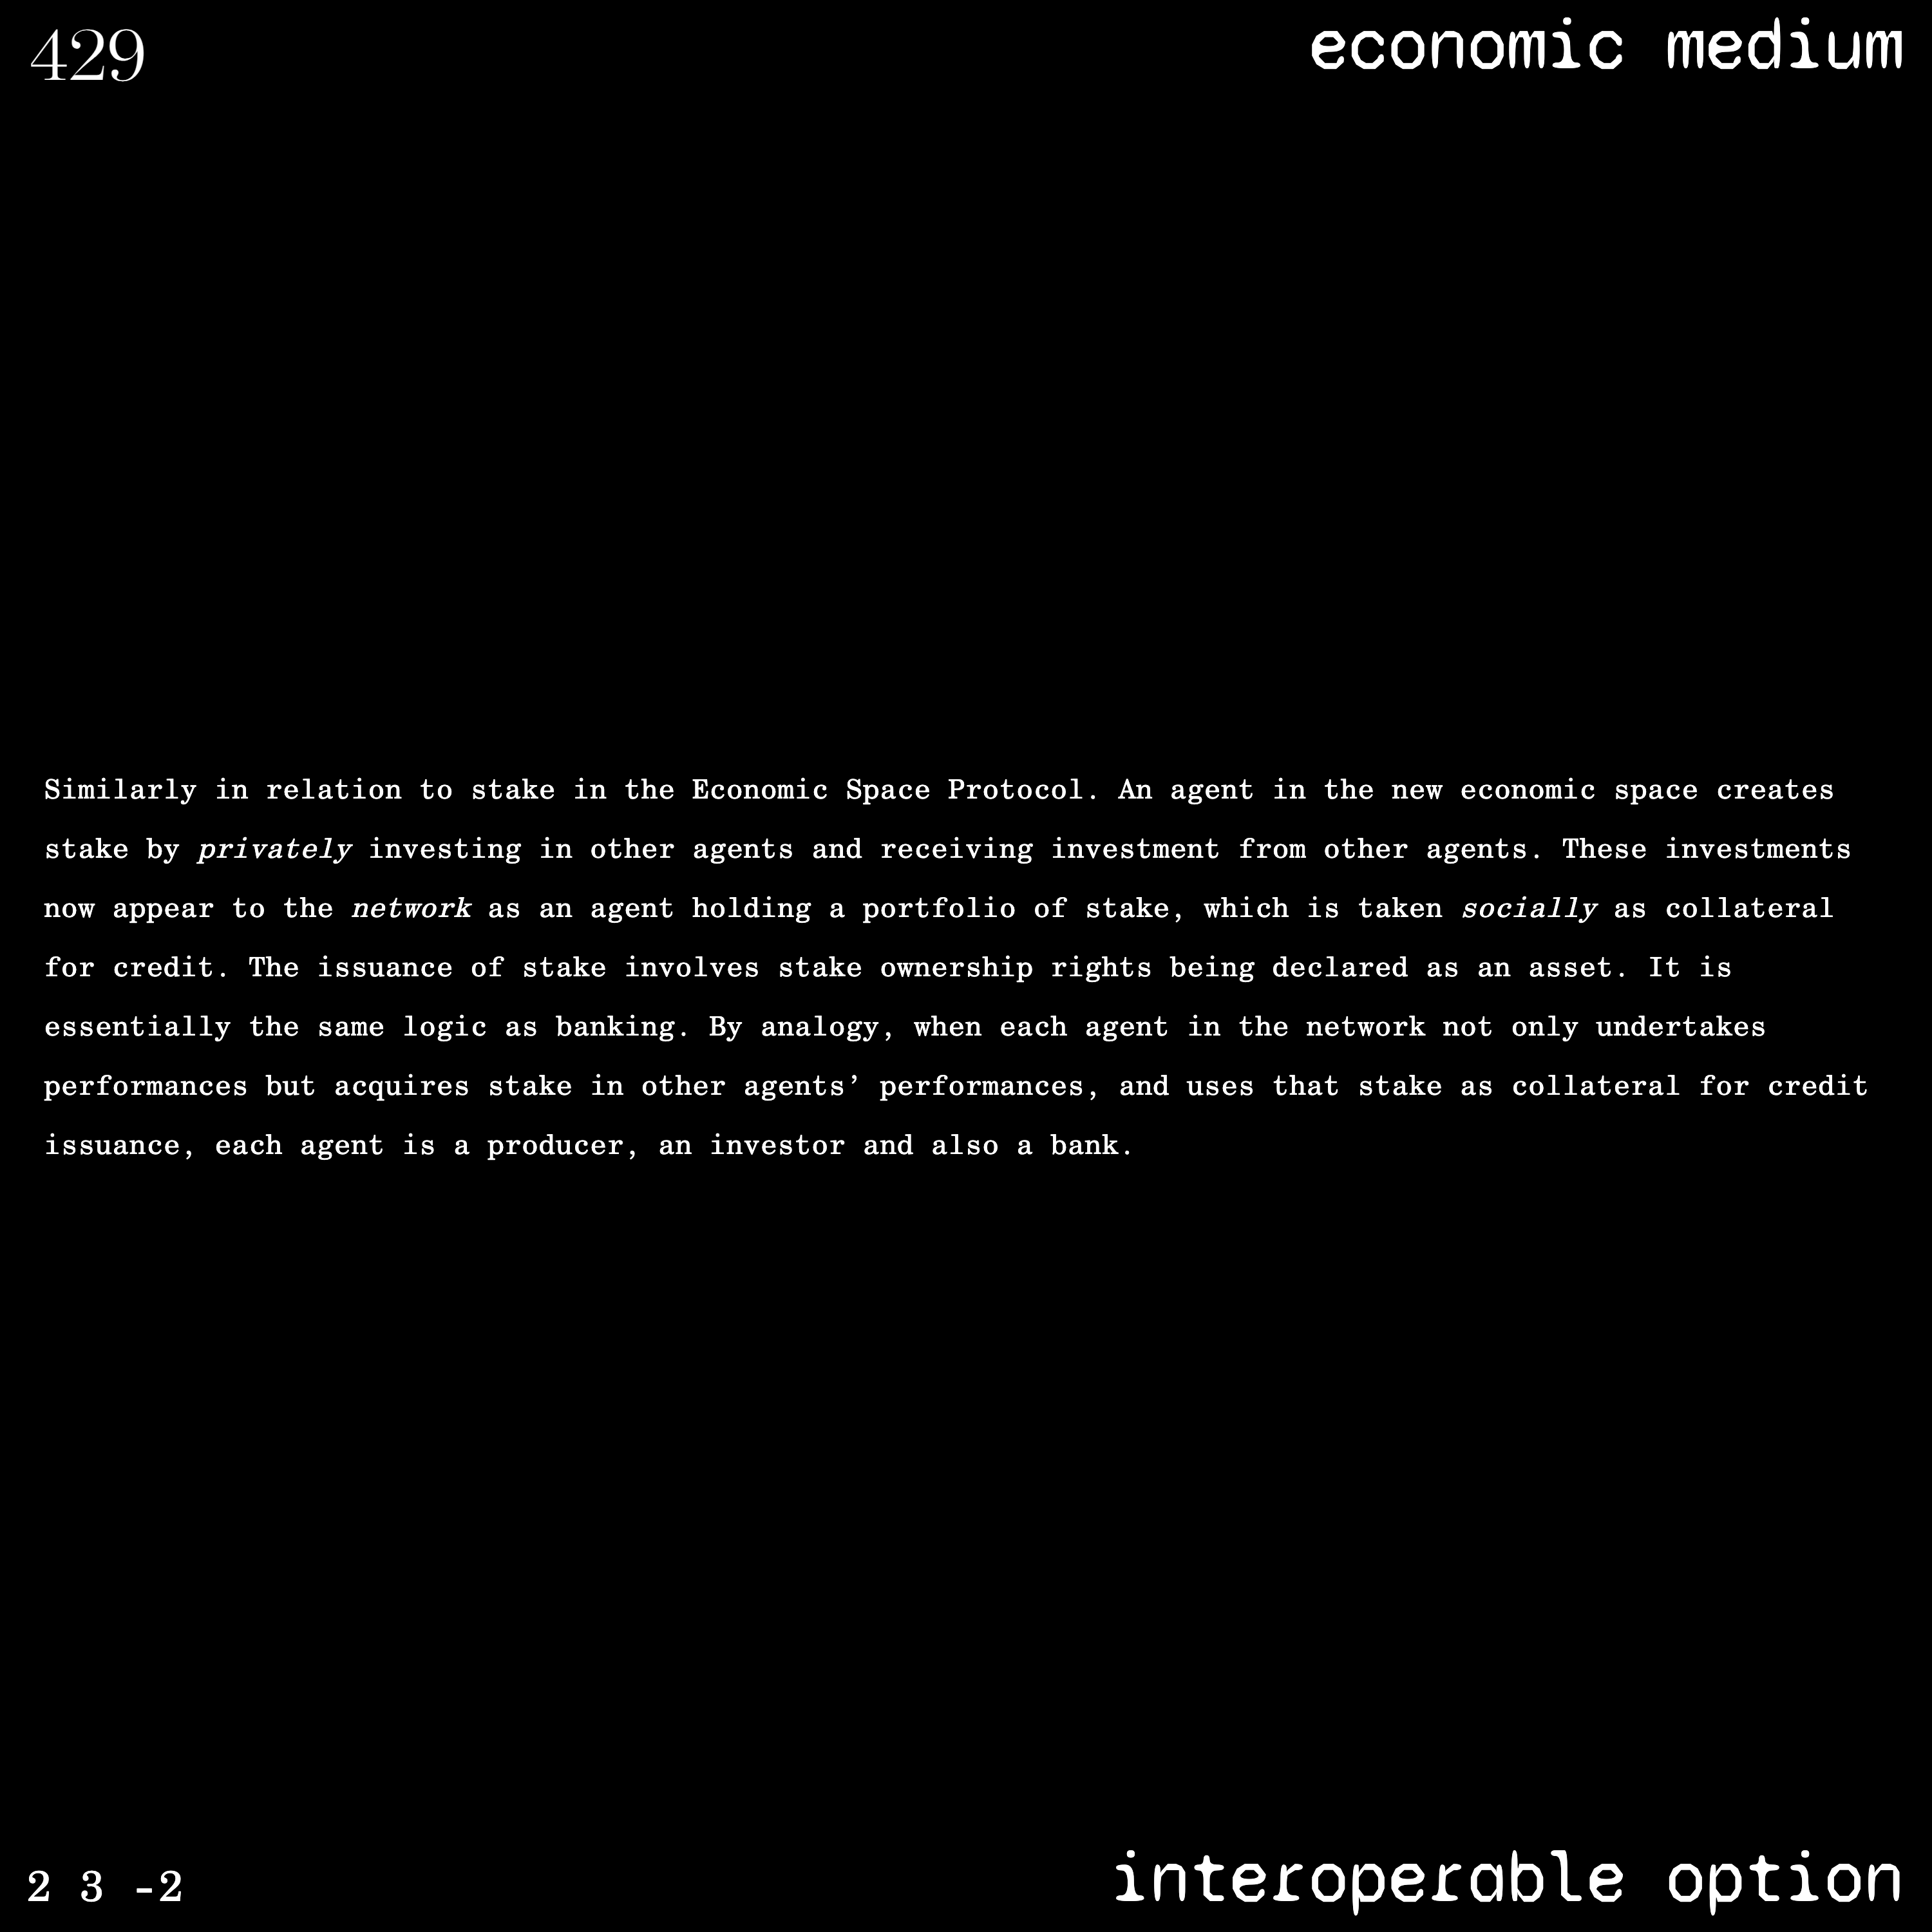 429
economic medium
Similarly in relation to stake in the Economic Space Protocol. An agent in the new economic space creates
stake by privately investing in other agents and receiving investment from other agents. These investments
now appear to the network as an agent holding a portfolio of stake, which is taken socially as collateral
for credit. The issuance of stake involves stake ownership rights being declared as an asset. It is
essentially the same logic as banking. By analogy, when each agent in the network not only undertakes
performances but acquires stake in other agents’ performances, and uses that stake as collateral for credit
issuance, each agent is a producer, an investor and also a bank.
2 3 -2
interoperable option